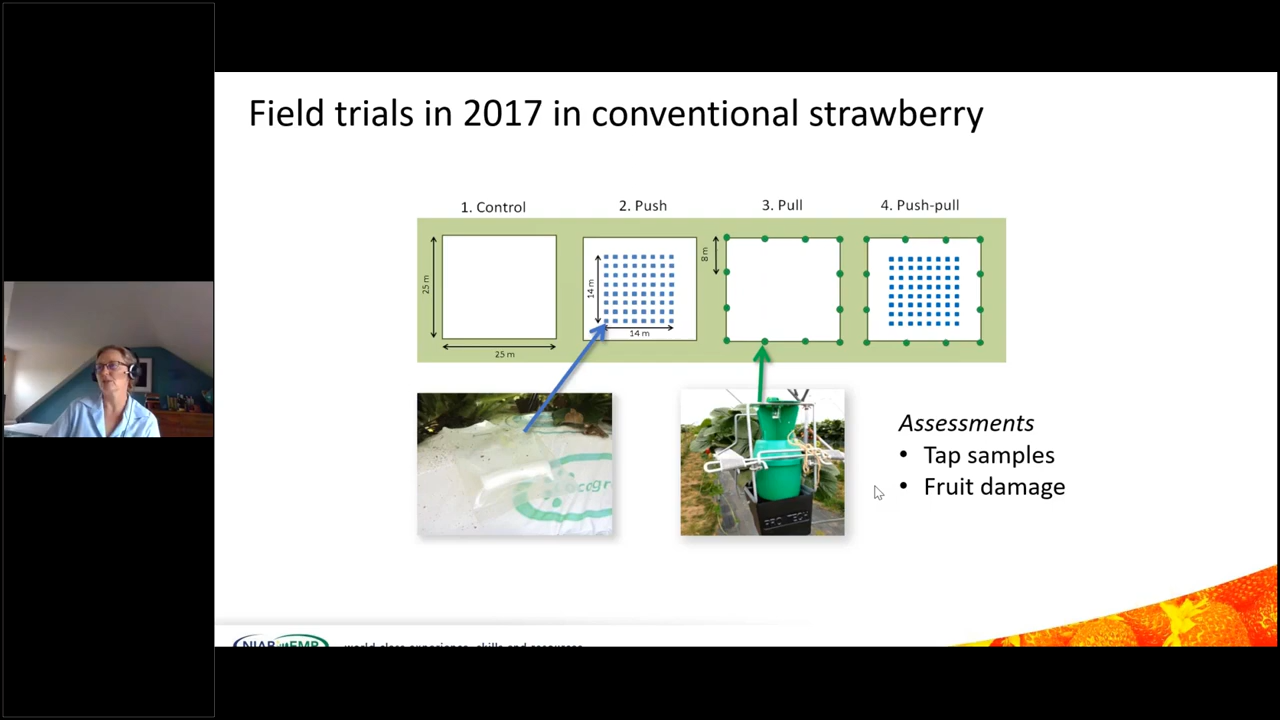 Field trials in 2017 in conventional strawberry
1. Control
2. Push
3. Pull
4. Push-pull
25 m
25 m
14 m
14 m
8 m
Assessments
• Tap samples
• Fruit damage
NIAB EMR
world-class experience, skills and resources